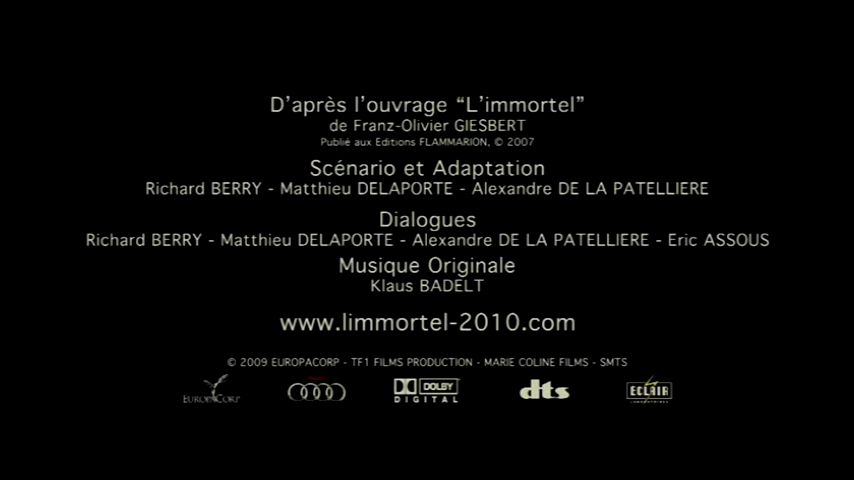 D'après l'ouvrage “L'immortel”
de Franz-Olivier GIESBERT
Publié aux Editions FLAMMARION, © 2007
Scénario et Adaptation
Richard BERRY - Matthieu DELAPORTE - Alexandre DE LA PATELLIERE
Dialogues
Richard BERRY - Matthieu DELAPORTE - Alexandre DE LA PATELLIERE - Eric ASSOUS
Musique Originale
Klaus BADELT
www.limmortel-2010.com
© 2009 EUROPACORP - TF1 FILMS PRODUCTION - MARIE COLINE FILMS - SMTS
EUROPACORP
DOLBY
DIGITAL
dts
ECLAIR